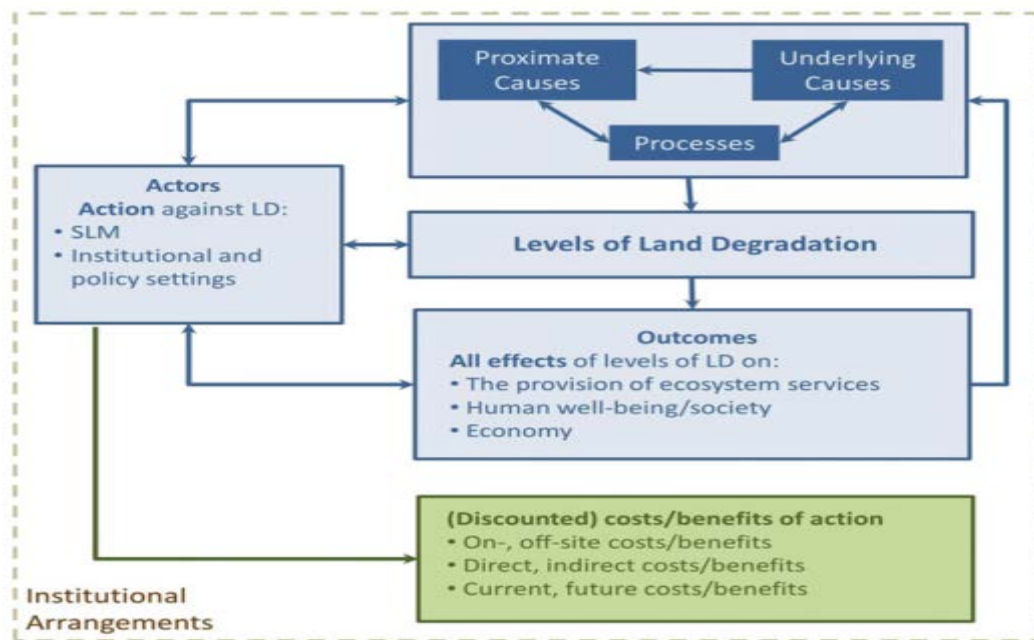 Proximate
Causes
Underlying
Causes
Processes
Actors
Action against LD:
• SLM
• Institutional and
policy settings
Levels of Land Degradation
Outcomes
All effects of levels of LD on:
• The provision of ecosystem services
• Human well-being/society
• Economy
(Discounted) costs/benefits of action
• On-, off-site costs/benefits
• Direct, indirect costs/benefits
• Current, future costs/benefits
Institutional
Arrangements